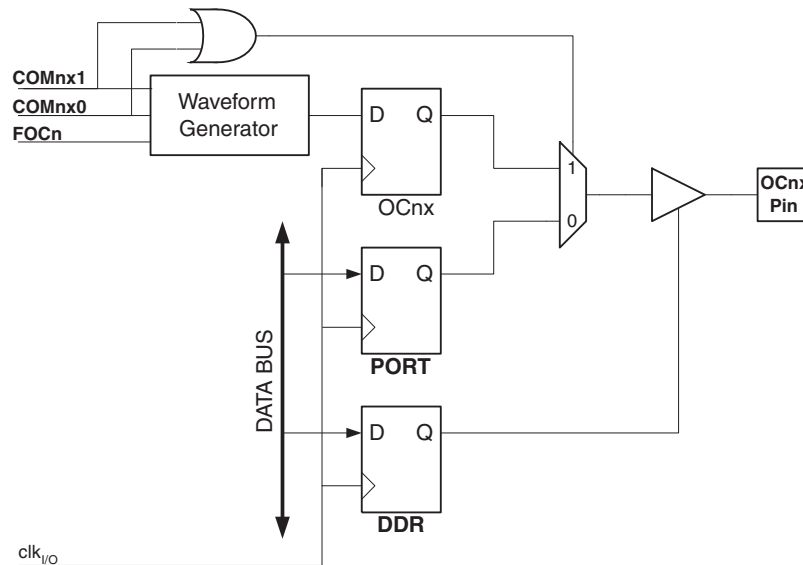 COMnx1
COMnx0
FOCn
Waveform
Generator
D Q
OCnx
1
0
OCnx
Pin
D Q
PORT
DATA BUS
D Q
DDR
clkI/O